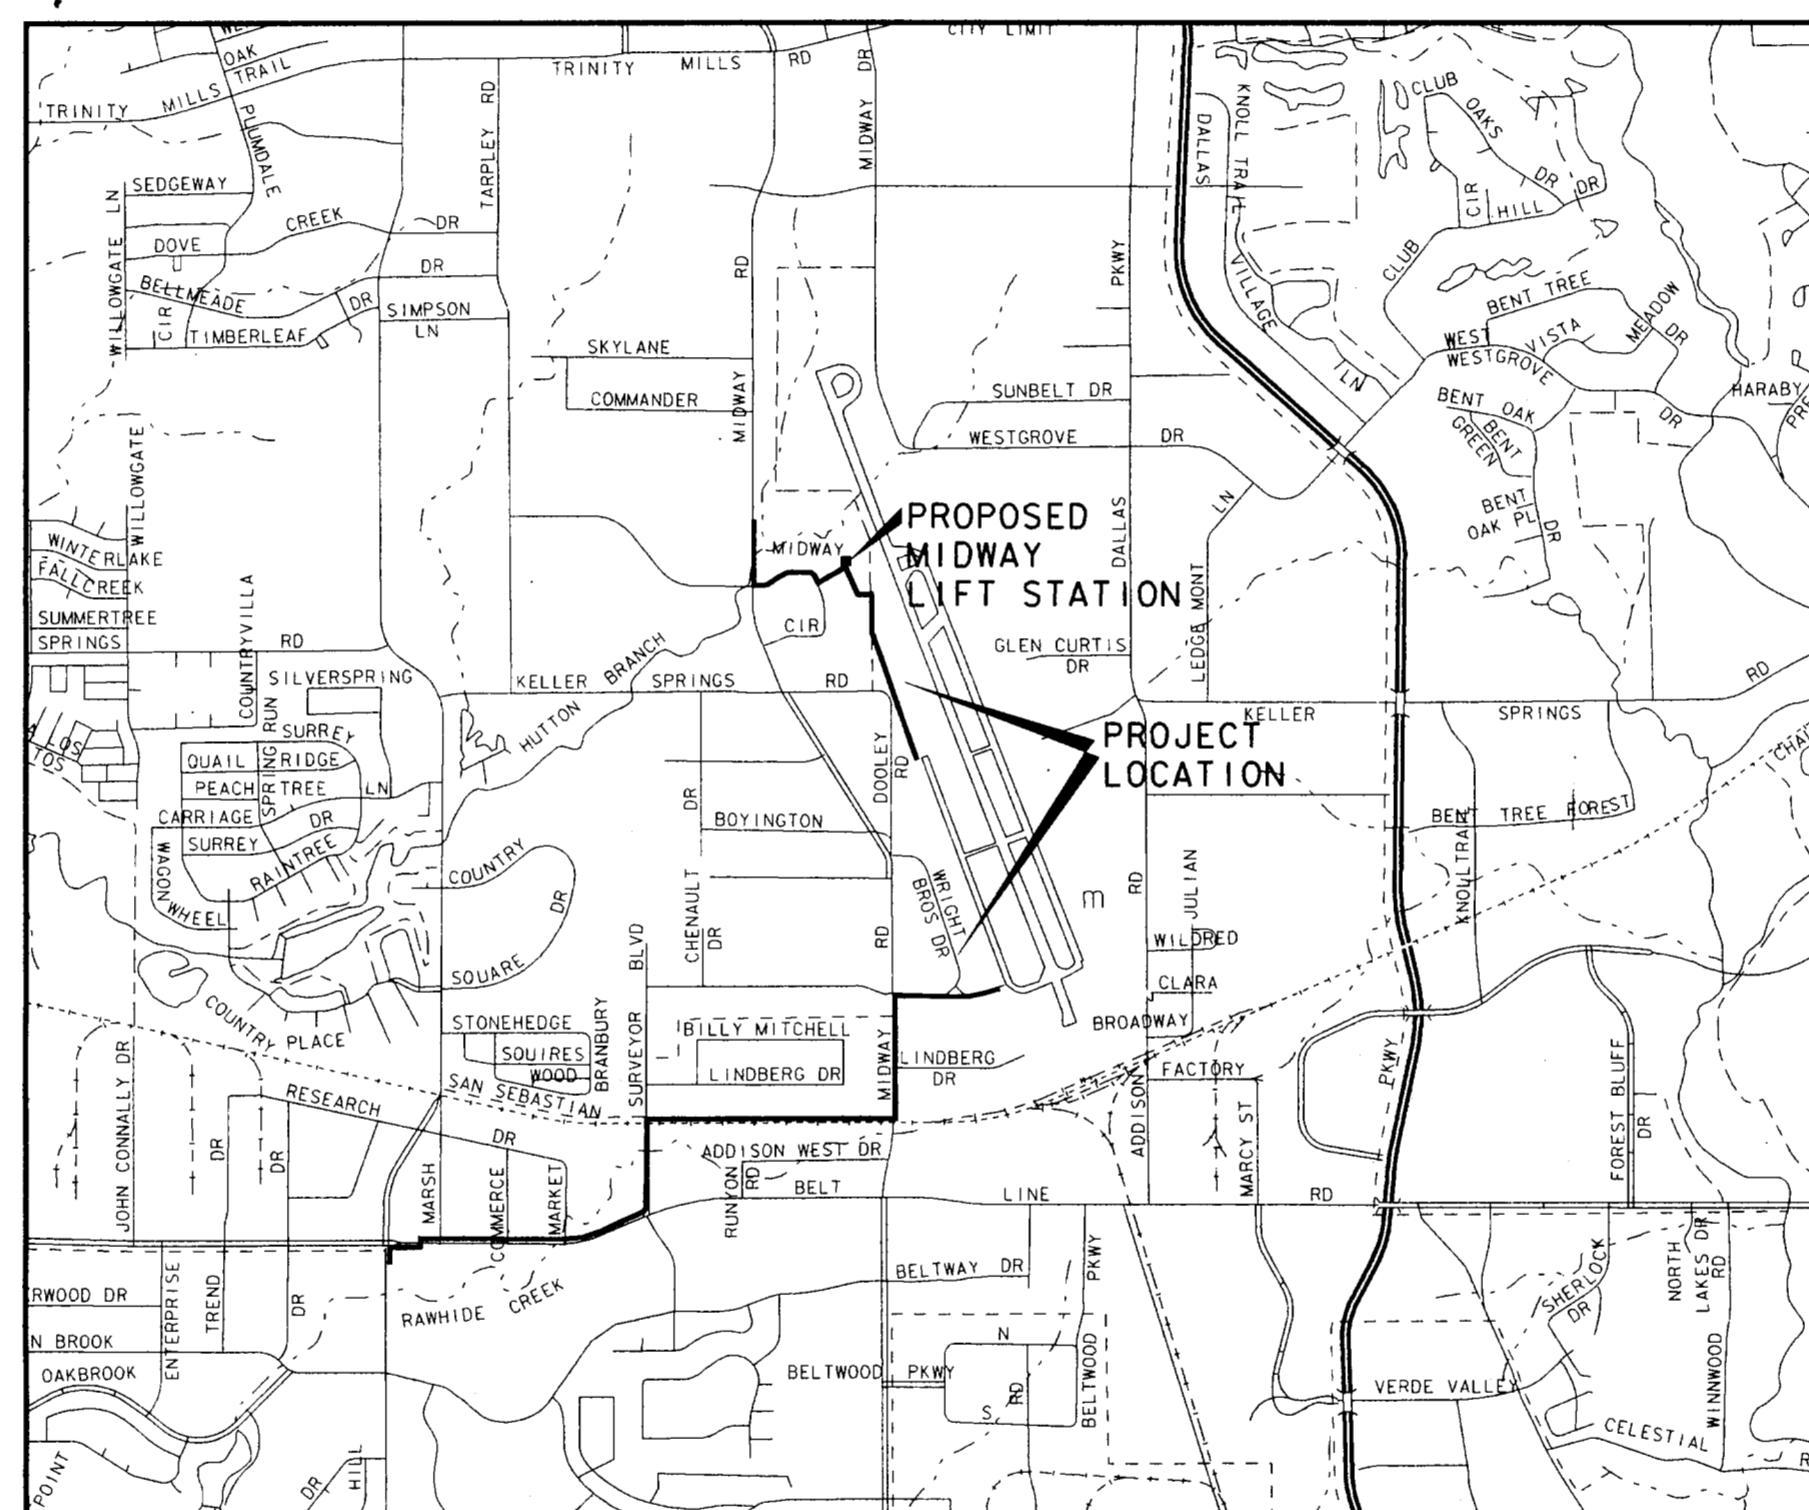 CITY LIMIT
OAK
TRAIL
TRINITY MILLS RD
TRINITY MILLS
PLUMDALE
TARPLEY RD
MIDWAY DR
DALLAS
KNOLL TRAIL
CLUB
OAKS
DR
DR
CIR
HILL
SEDGEWAY
WILLOWGATE LN
CREEK
DR
DOVE
DR
BELLMEADE
DR
CIR
TIMBERLEAF
SIMPSON
LN
RD
PKWY
VILLAGE
LN
CLUB
BENT TREE
WEST
VISTA
MEADOW
DR
WESTGROVE
DR
HARABY
SKYLANE
COMMANDER
MIDWAY
SUNBELT DR
WESTGROVE DR
BENT OAK
BENT
GREEN
BENT
OAK PL
DR
WILLOWGATE
LN
PROPOSED
MIDWAY
LIFT STATION
MIDWAY
CIR
DALLAS
LEDGEMONT
WINTERLAKE
FALLCREEK
SUMMERTREE
SPRINGS
RD
COUNTRYVILLA
GLEN CURTIS
DR
RD
SILVERSPRING
KELLER SPRINGS RD
HUTTON BRANCH
KELLER SPRINGS
SURREY
SPRING RUN
QUAIL RIDGE
PEACH TREE
LN
CARRIAGE
DR
SURREY
RAINTREE
WAGON
WHEEL
PROJECT
LOCATION
DOOLEY
RD
DR
BOYINGTON
BENT TREE FOREST
KNOLLTRAIL
COUNTRY
DR
SQUARE
CHENAULT
DR
WRIGHT
BROS DR
RD
RD
JULIAN
WILDRED
CLARA
BROADWAY
COUNTRY PLACE
STONEHEDGE
SQUIRES
WOOD
BRANBURY
SURVEYOR BLVD
BILLY MITCHELL
LINDBERG DR
MIDWAY
LINDBERG
DR
FACTORY
ADDISON
MARCY ST
PKWY
FOREST BLUFF
DR
JOHN CONNALLY DR
RESEARCH
DR
SAN SEBASTIAN
DR
DR
ADDISON WEST DR
RUNYON
RD
BELT LINE RD
MARSH
COMMERCE
MARKET
RAWHIDE CREEK
BELTWAY DR
PKWY
ENTERPRISE
TREND
DR
N BROOK
OAKBROOK
SHERLOCK
DR
NORTH
LAKES DR
RD
WINNWOOD
BELTWOOD PKWY
N
RD
S
BELTWOOD
VERDE VALLEY
CELESTIAL
POINT
DR
HILL